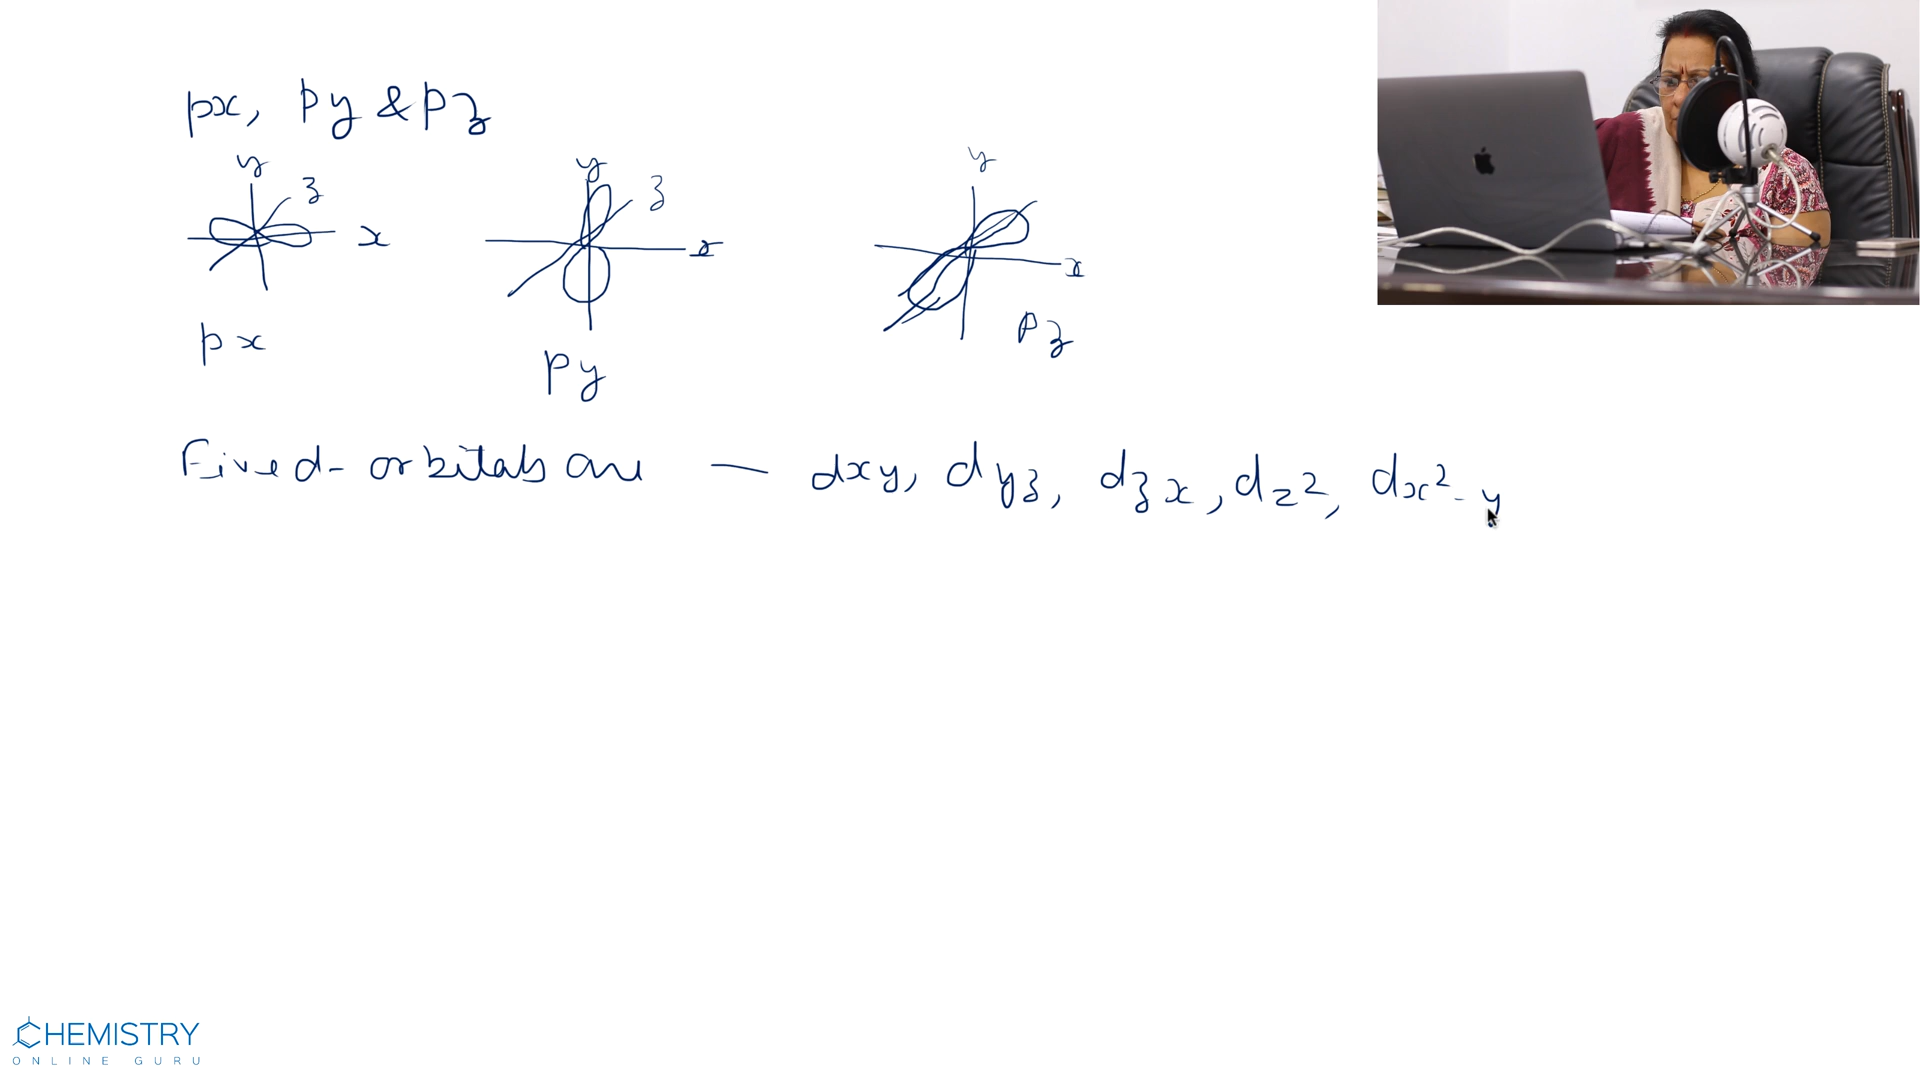 px, py & pz
y z x
y z x
y x
px
py
pz
Five d- orbitals are — dxy, dyz, dzx, dz2, dx2-y
CHEMISTRY
ONLINE GURU